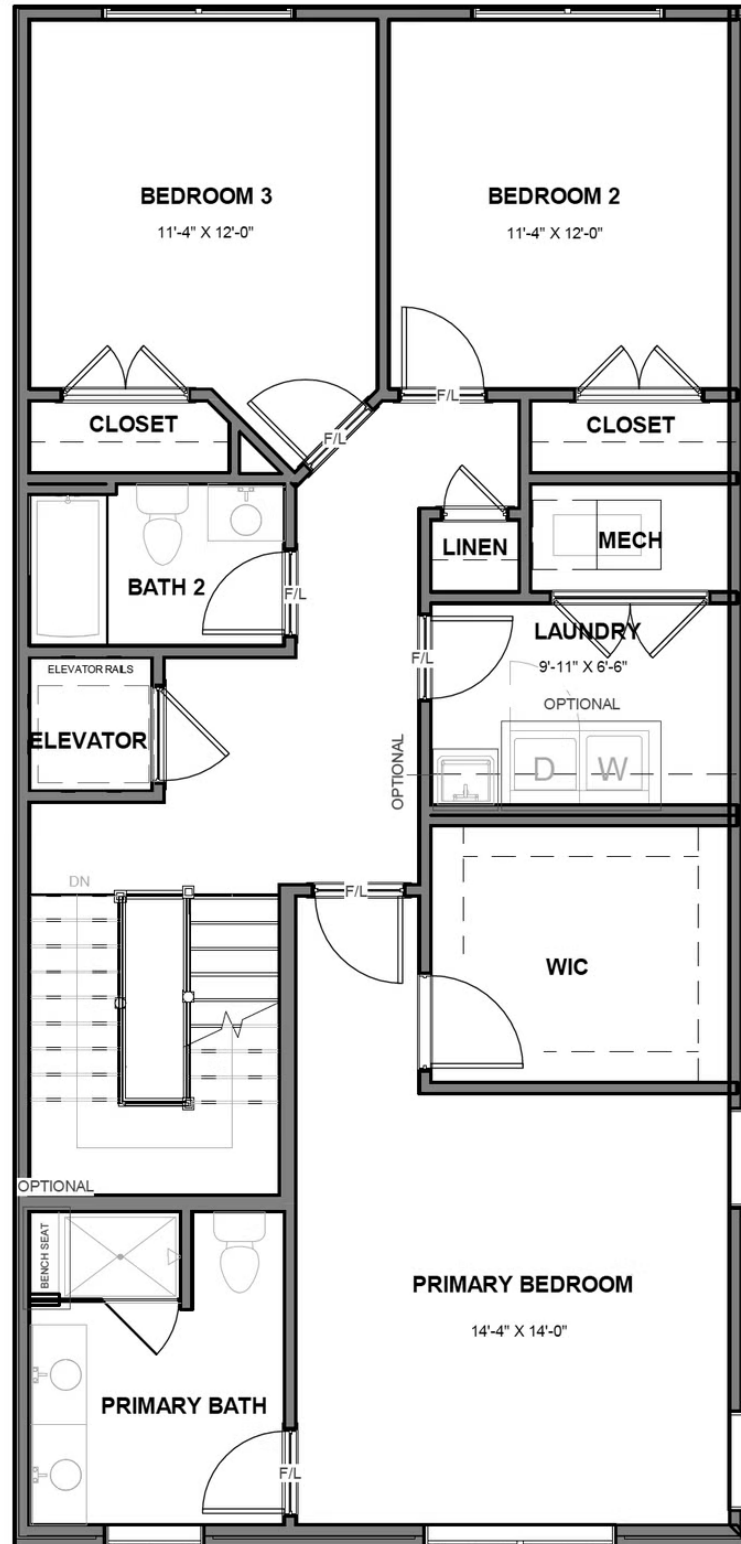 BEDROOM 3
11'-4" X 12'-0"
BEDROOM 2
11'-4" X 12'-0"
CLOSET
F/L
F/L
CLOSET
LINEN
MECH
BATH 2
F/L
LAUNDRY
9'-11" X 6'-6"
F/L
OPTIONAL
ELEVATOR RAILS
ELEVATOR
OPTIONAL
D
W
DN
F/L
WIC
OPTIONAL
BENCH SEAT
PRIMARY BEDROOM
14'-4" X 14'-0"
PRIMARY BATH
F/L